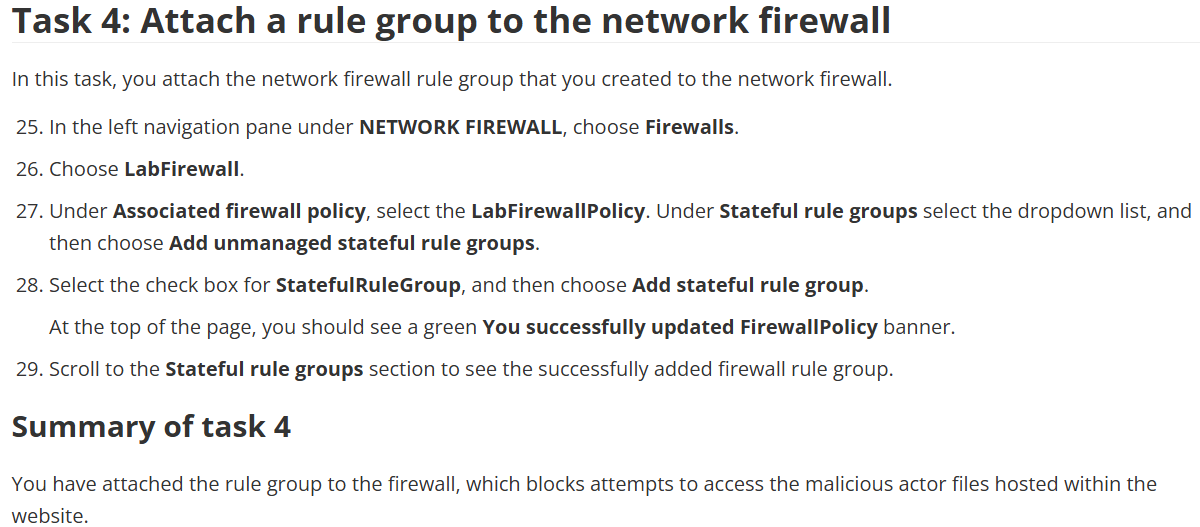 Task 4: Attach a rule group to the network firewall
In this task, you attach the network firewall rule group that you created to the network firewall.
25. In the left navigation pane under NETWORK FIREWALL, choose Firewalls.
26. Choose LabFirewall.
27. Under Associated firewall policy, select the LabFirewallPolicy. Under Stateful rule groups select the dropdown list, and
then choose Add unmanaged stateful rule groups.
28. Select the check box for StatefulRuleGroup, and then choose Add stateful rule group.
At the top of the page, you should see a green You successfully updated FirewallPolicy banner.
29. Scroll to the Stateful rule groups section to see the successfully added firewall rule group.
Summary of task 4
You have attached the rule group to the firewall, which blocks attempts to access the malicious actor files hosted within the
website.